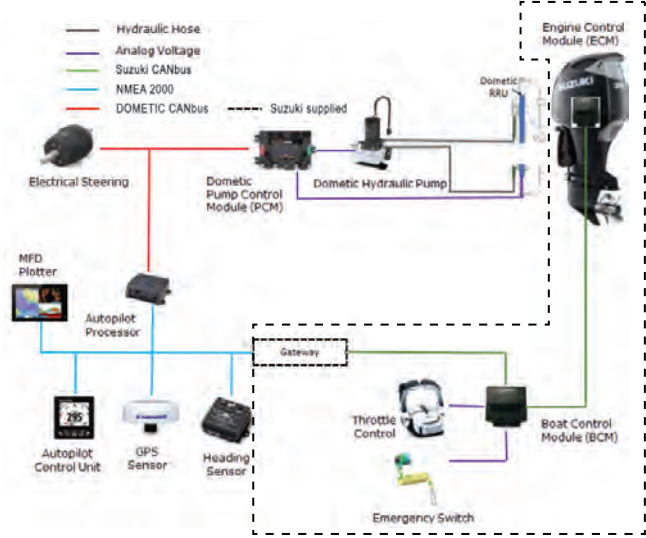 Hydraulic Hose
Analog Voltage
Suzuki CANbus
NMEA 2000
DOMETIC CANbus
Suzuki supplied
Engine Control
Module (ECM)
Dometic
RRU
SUZUKI
Electrical Steering
Dometic
Pump Control
Module (PCM)
Dometic Hydraulic Pump
MFD
Plotter
Autopilot
Processor
Gateway
295
Autopilot
Control Unit
GPS
Sensor
Heading
Sensor
Throttle
Control
Boat Control
Module (BCM)
Emergency Switch